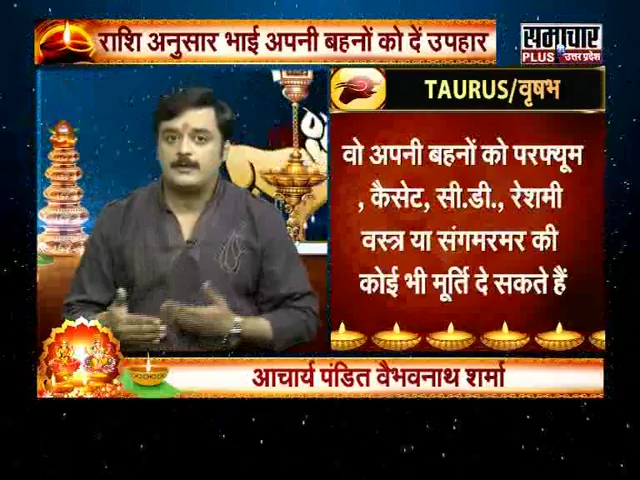 राशि अनुसार भाई अपनी बहनों को दें उपहार
समाचार
PLUS उत्तर प्रदेश
TAURUS/वृषभ
वो अपनी बहनों को परफ्यूम
, कैसेट, सी.डी., रेशमी
वस्त्र या संगमरमर की
कोई भी मूर्ति दे सकते हैं
आचार्य पंडित वैभवनाथ शर्मा